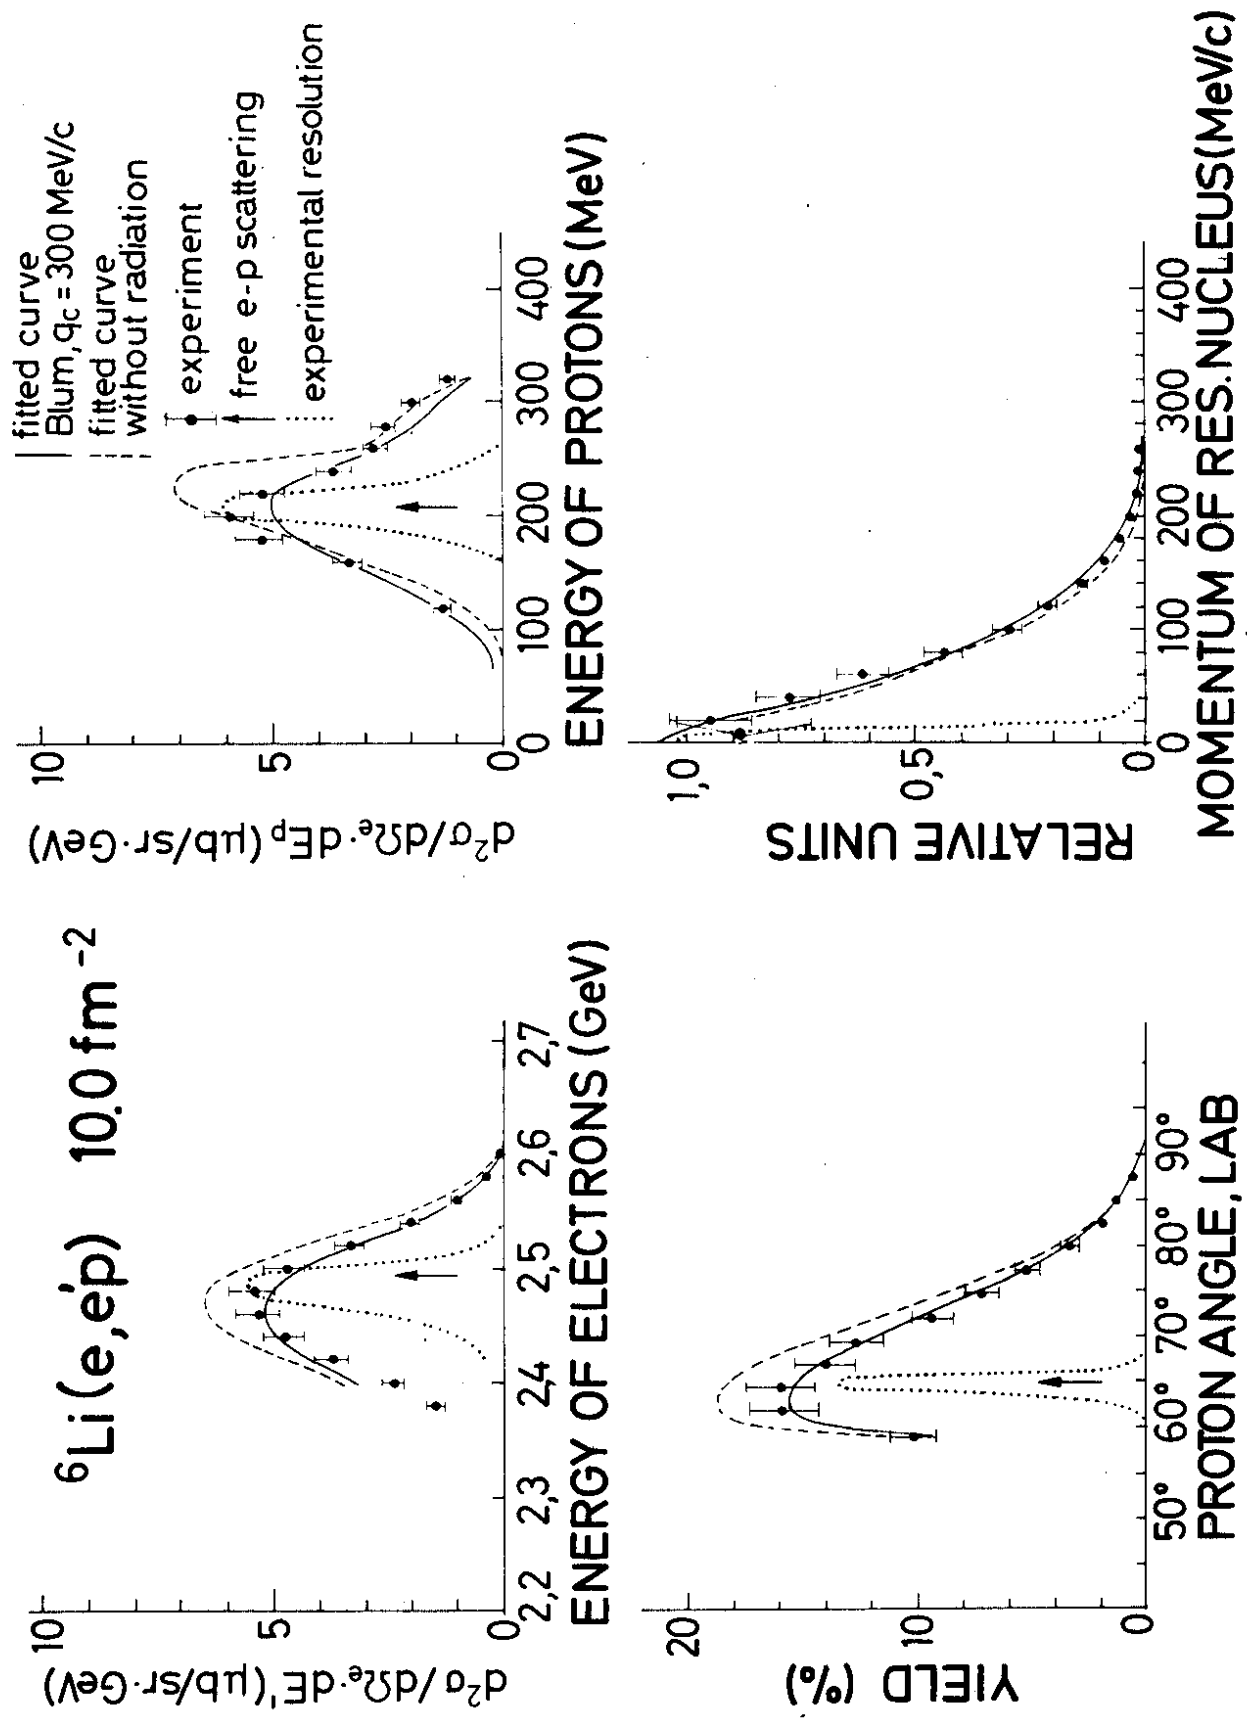 ⁶Li(e,e'p) 10.0 fm⁻²
fitted curve
Blum, qc = 300 MeV/c
fitted curve
without radiation
experiment
free e-p scattering
experimental resolution
d²σ/dΩe·dE' (μb/sr·GeV)
10
5
0
2,2 2,3 2,4 2,5 2,6 2,7
ENERGY OF ELECTRONS (GeV)
d²σ/dΩe·dEp (μb/sr·GeV)
10
5
0
0 100 200 300 400
ENERGY OF PROTONS (MeV)
YIELD (%)
20
10
0
50° 60° 70° 80° 90°
PROTON ANGLE, LAB
RELATIVE UNITS
1,0
0,5
0
0 100 200 300 400
MOMENTUM OF RES. NUCLEUS (MeV/c)